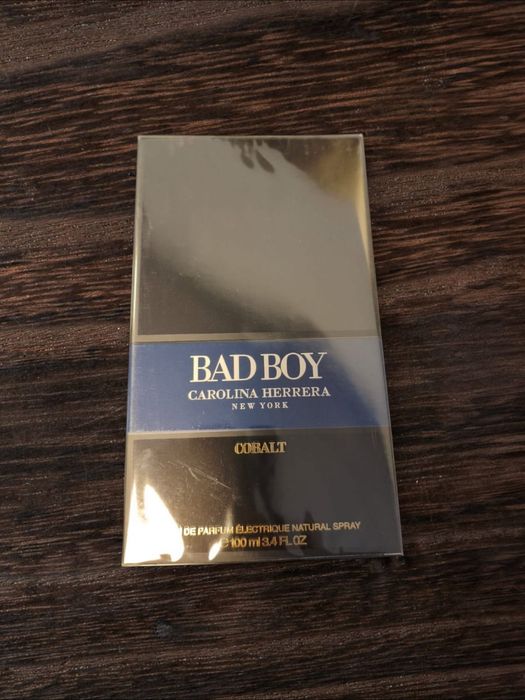 BAD BOY
CAROLINA HERRERA
NEW YORK
COBALT
DE PARFUM ÉLECTRIQUE NATURAL SPRAY
100 ml 3.4 FL.OZ